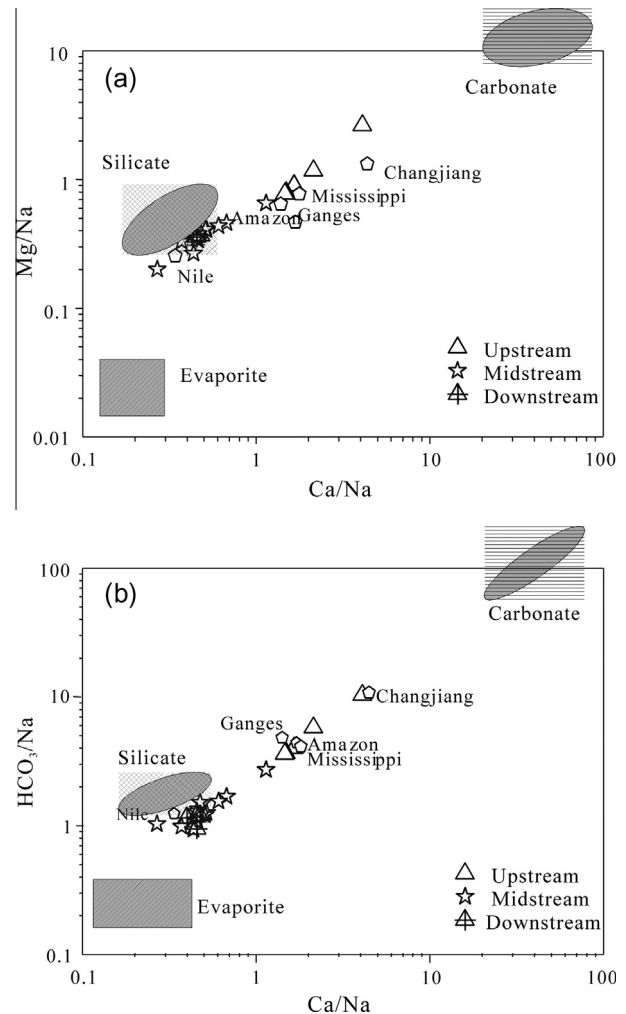 10
(a)
Carbonate
Silicate
Changjiang
1
Mississippi
Amazon
Ganges
Mg/Na
Nile
0.1
Evaporite
Upstream
Midstream
Downstream
0.01
0.1
1
10
100
Ca/Na
100
(b)
Carbonate
10
Changjiang
Ganges
Amazon
Silicate
Mississippi
HCO3/Na
Nile
1
Upstream
Midstream
Evaporite
Downstream
0.1
0.1
1
10
100
Ca/Na